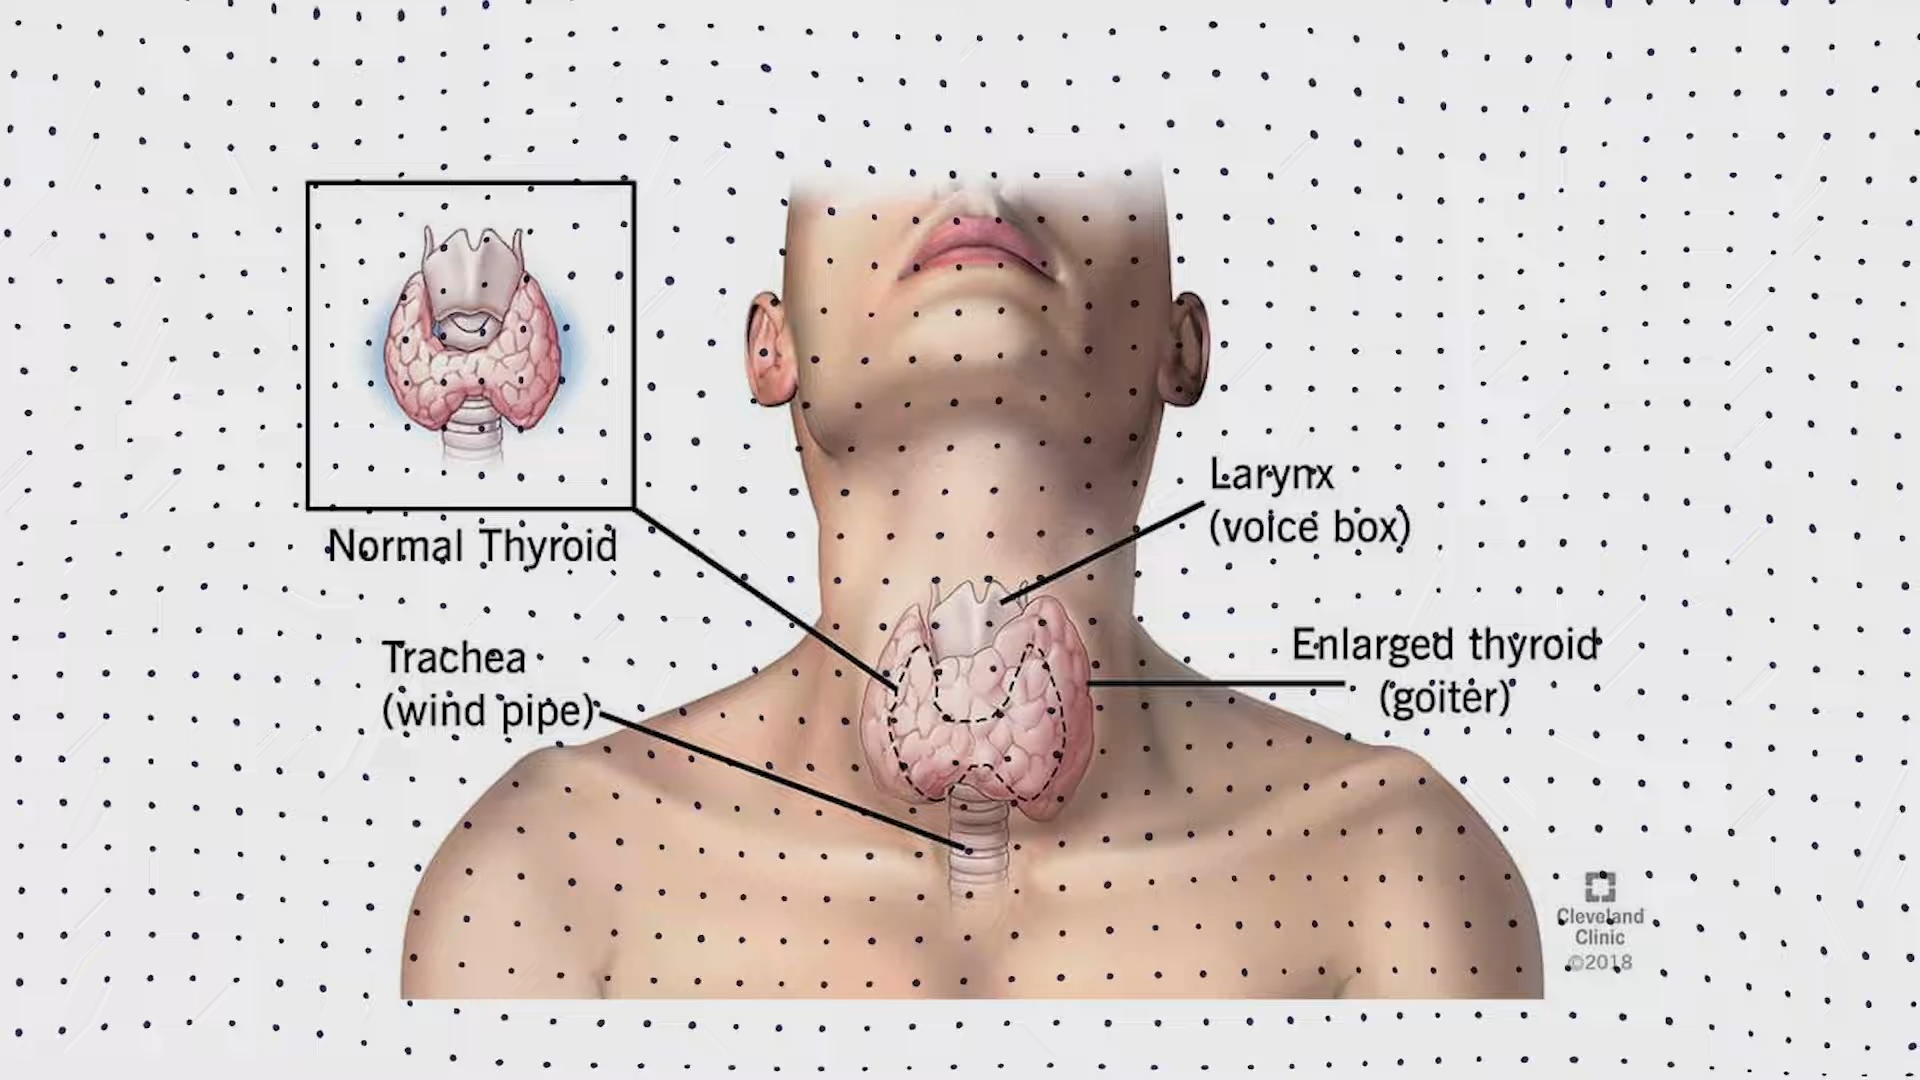 Normal Thyroid
Larynx
(voice box)
Trachea
(wind pipe)
Enlarged thyroid
(goiter)
Cleveland
Clinic
©2018